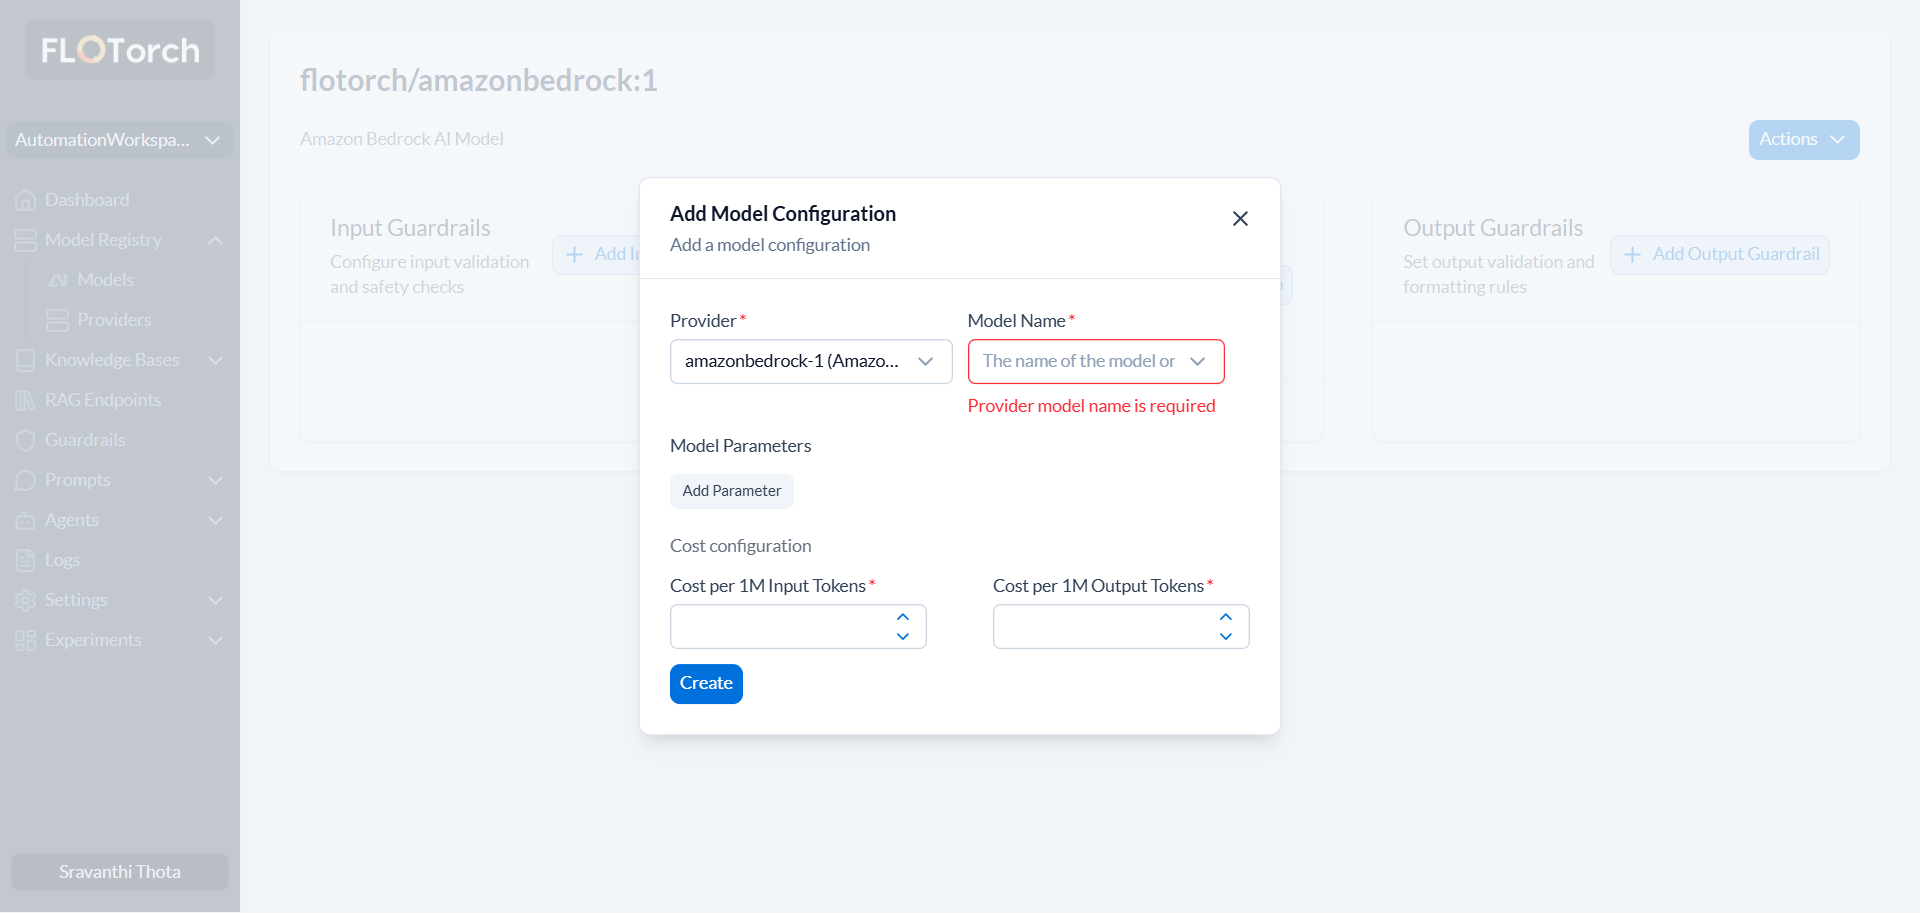 FLOTorch
AutomationWorkspa...
Dashboard
Model Registry
Models
Providers
Knowledge Bases
RAG Endpoints
Guardrails
Prompts
Agents
Logs
Settings
Experiments
Sravanthi Thota
flotorch/amazonbedrock:1
Amazon Bedrock AI Model
Actions
Input Guardrails
Configure input validation
and safety checks
Add
Output Guardrails
Set output validation and
formatting rules
Add Output Guardrail
Add Model Configuration
Add a model configuration
Provider*
Model Name*
amazonbedrock-1 (Amazo...
The name of the model or
Provider model name is required
Model Parameters
Add Parameter
Cost configuration
Cost per 1M Input Tokens*
Cost per 1M Output Tokens*
Create